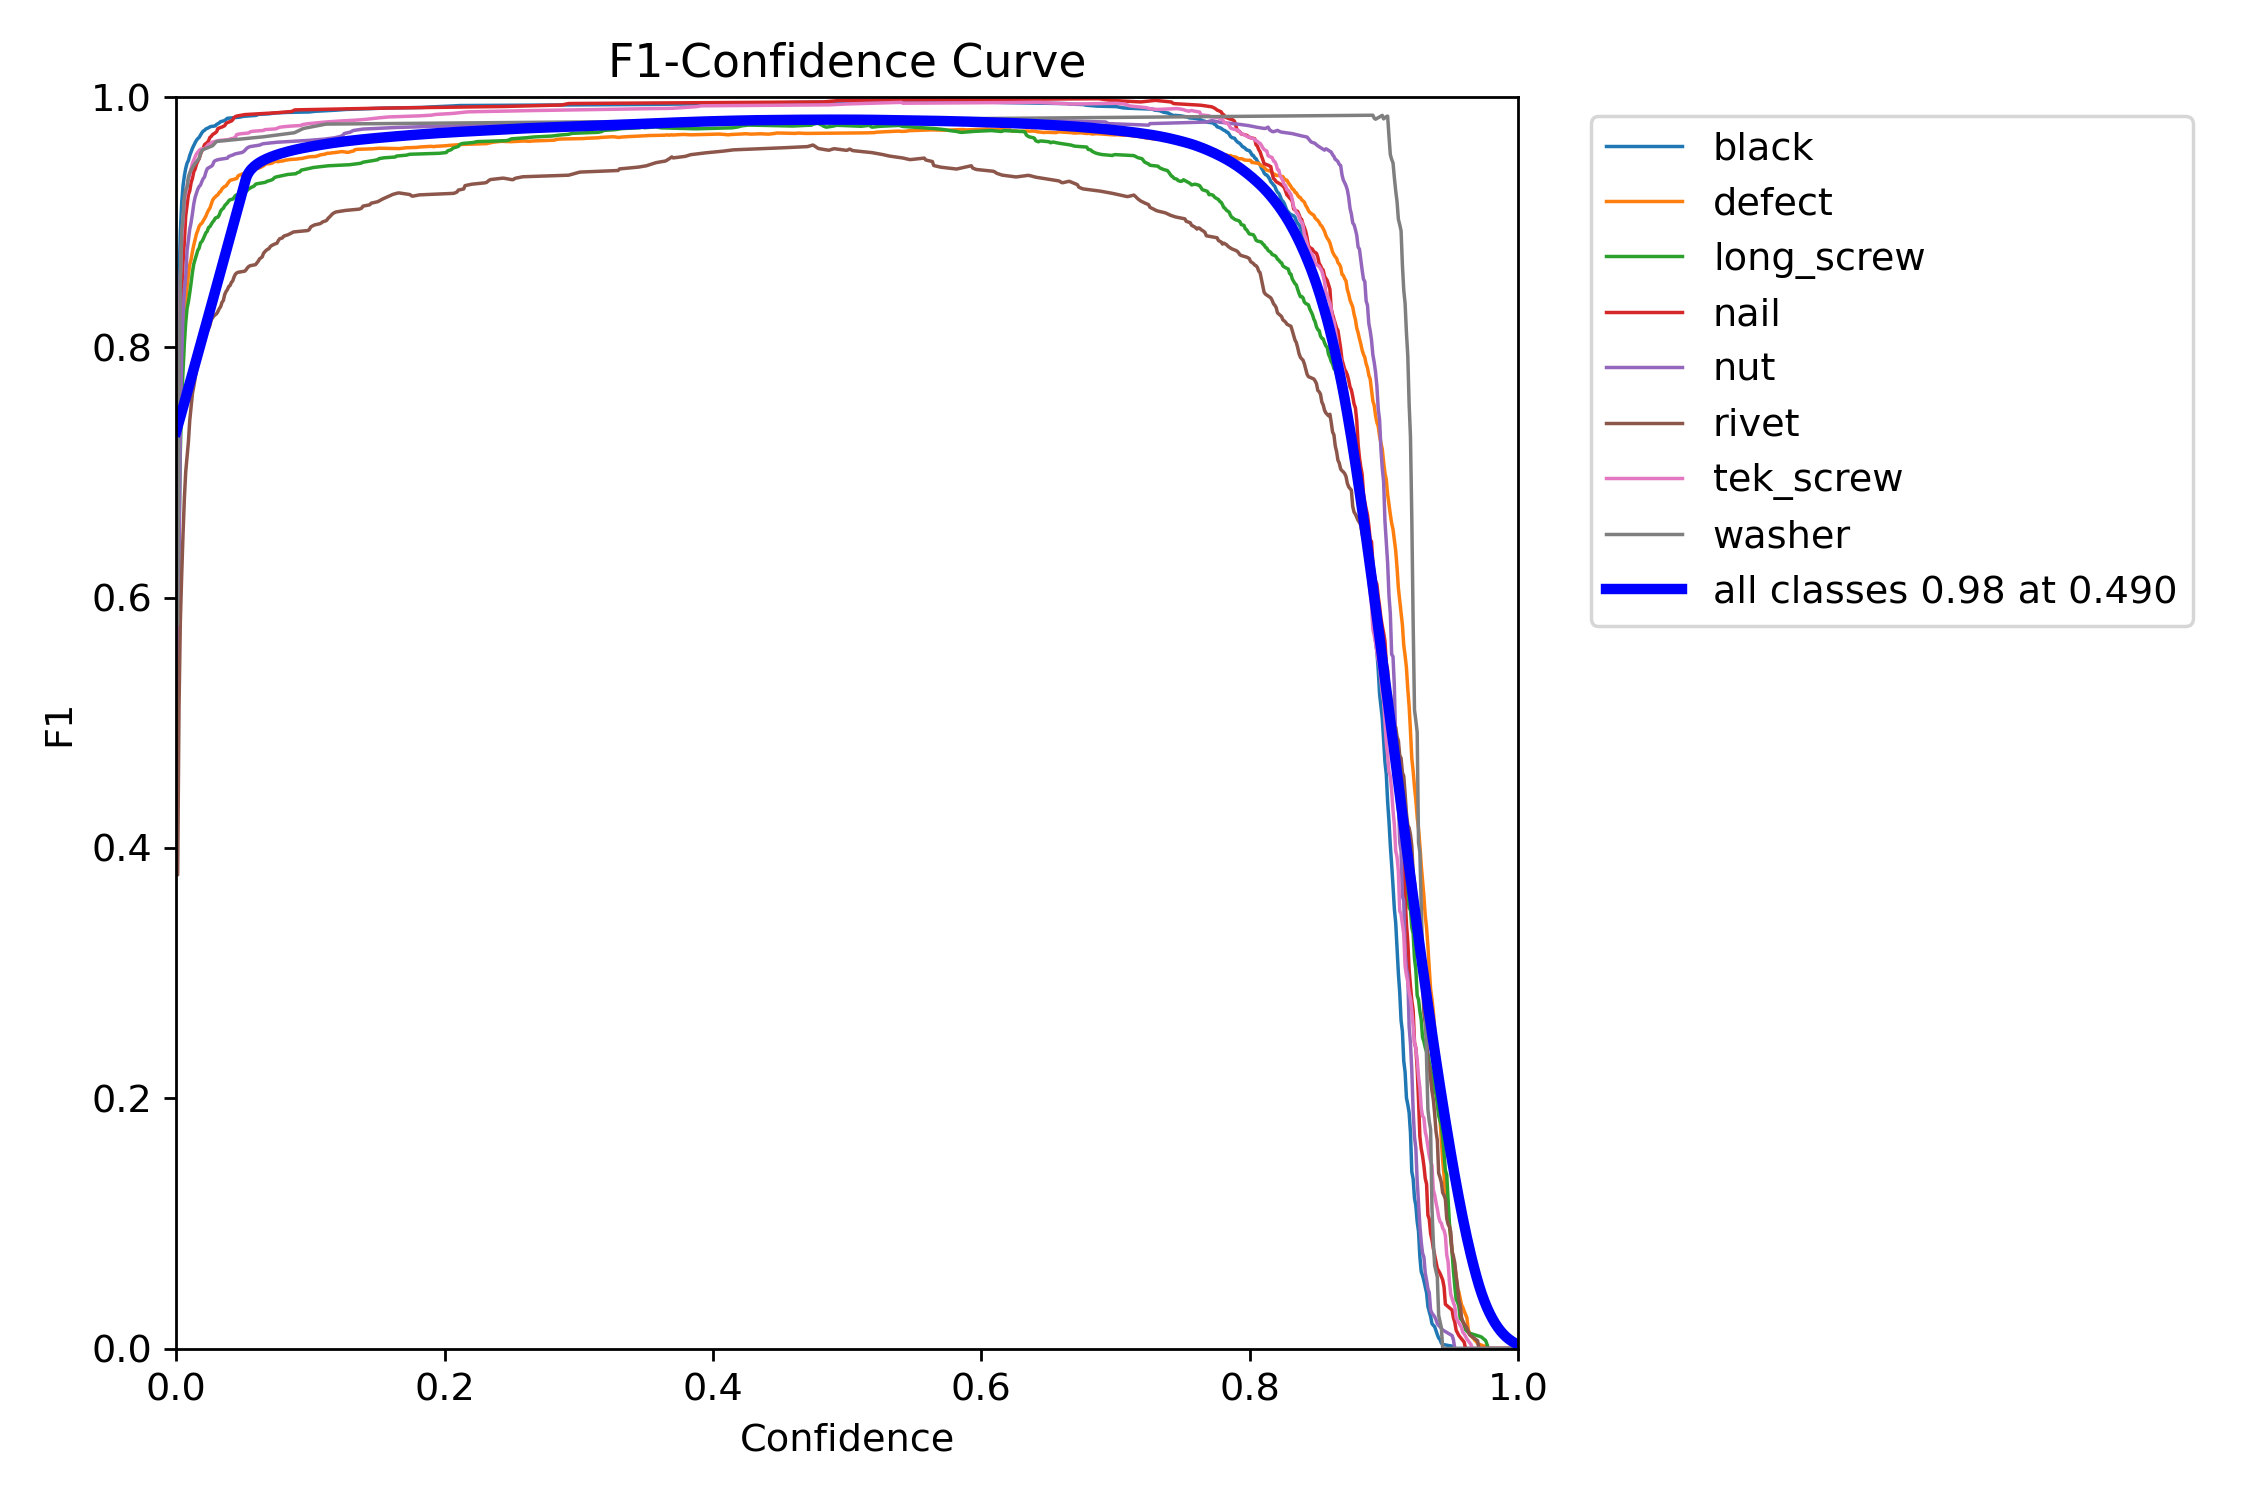 F1-Confidence Curve
1.0
0.8
0.6
0.4
0.2
0.0
F1
0.0 0.2 0.4 0.6 0.8 1.0
Confidence
black
defect
long_screw
nail
nut
rivet
tek_screw
washer
all classes 0.98 at 0.490